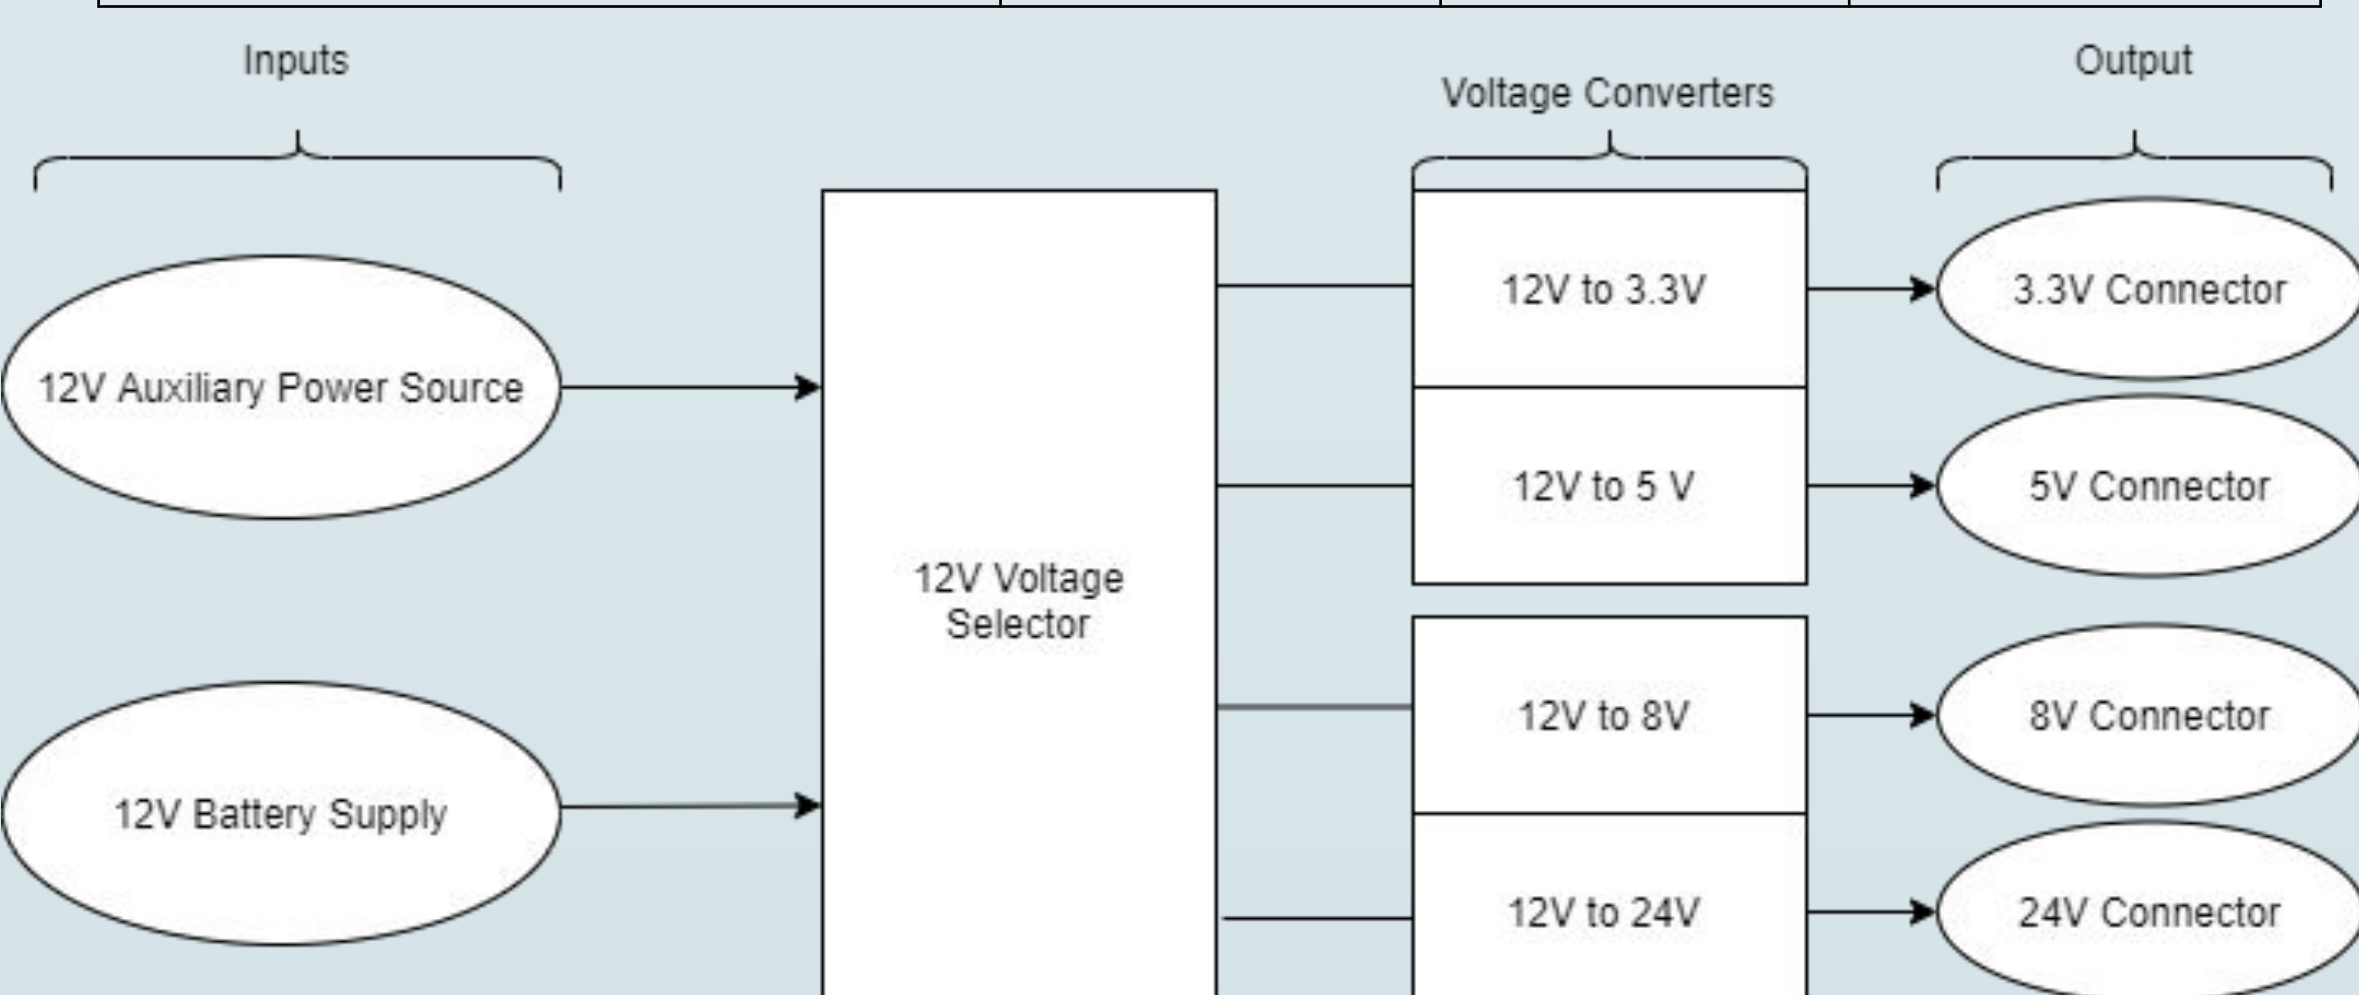 Inputs
Voltage Converters
Output
12V Auxiliary Power Source
12V Battery Supply
12V Voltage
Selector
12V to 3.3V
12V to 5 V
12V to 8V
12V to 24V
3.3V Connector
5V Connector
8V Connector
24V Connector